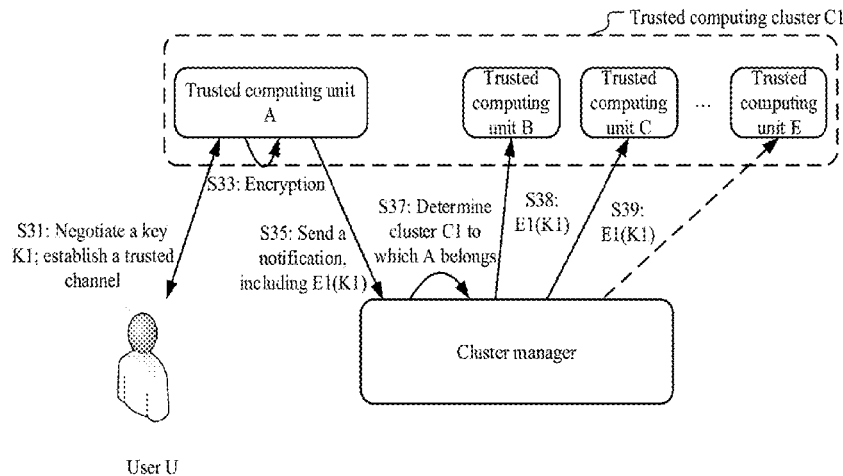 Trusted computing cluster C1
Trusted computing unit
A
Trusted
computing
unit B
Trusted
computing
unit C
...
Trusted
computing
unit E
S33: Encryption
S31: Negotiate a key
K1; establish a trusted
channel
S35: Send a
notification,
including E1(K1)
S37: Determine
cluster C1 to
which A belongs
S38:
E1(K1)
S39:
E1(K1)
Cluster manager
User U